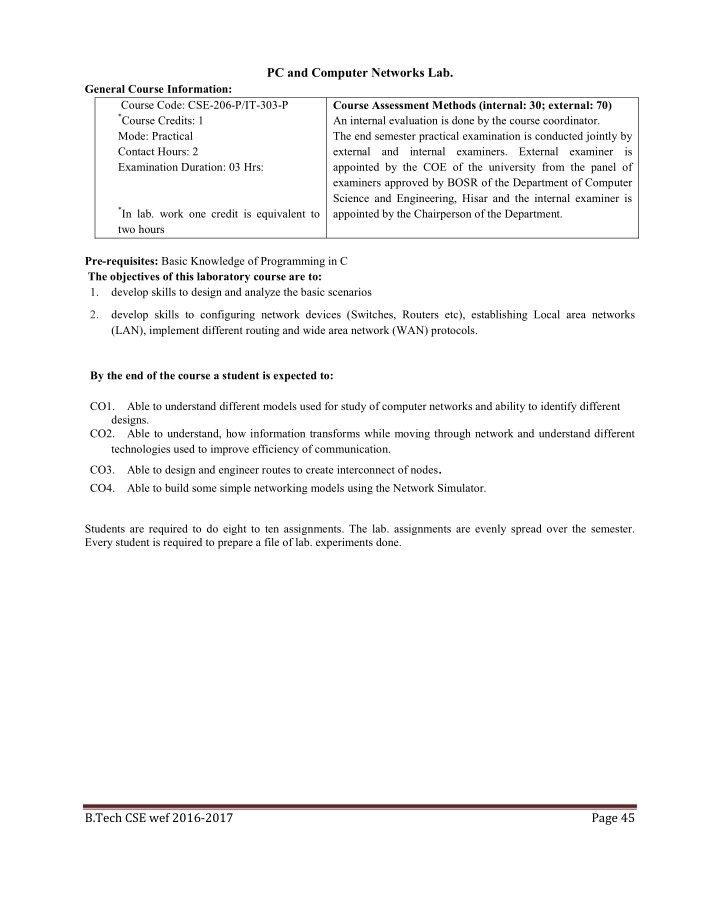 PC and Computer Networks Lab.
General Course Information:
Course Code: CSE-206-P/IT-303-P
*Course Credits: 1
Mode: Practical
Contact Hours: 2
Examination Duration: 03 Hrs:
*In lab. work one credit is equivalent to
two hours
Course Assessment Methods (internal: 30; external: 70)
An internal evaluation is done by the course coordinator.
The end semester practical examination is conducted jointly by
external and internal examiners. External examiner is
appointed by the COE of the university from the panel of
examiners approved by BOSR of the Department of Computer
Science and Engineering, Hisar and the internal examiner is
appointed by the Chairperson of the Department.
Pre-requisites: Basic Knowledge of Programming in C
The objectives of this laboratory course are to:
1. develop skills to design and analyze the basic scenarios
2. develop skills to configuring network devices (Switches, Routers etc), establishing Local area networks
(LAN), implement different routing and wide area network (WAN) protocols.
By the end of the course a student is expected to:
CO1. Able to understand different models used for study of computer networks and ability to identify different
designs.
CO2. Able to understand, how information transforms while moving through network and understand different
technologies used to improve efficiency of communication.
CO3. Able to design and engineer routes to create interconnect of nodes.
CO4. Able to build some simple networking models using the Network Simulator.
Students are required to do eight to ten assignments. The lab. assignments are evenly spread over the semester.
Every student is required to prepare a file of lab. experiments done.
B.Tech CSE wef 2016-2017 Page 45